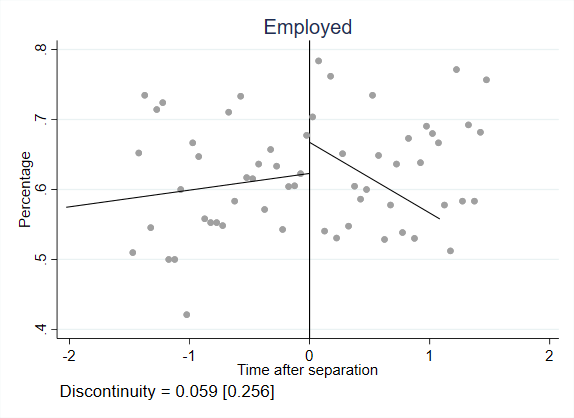 Employed
Percentage
.8
.7
.6
.5
.4
-2 -1 0 1 2
Time after separation
Discontinuity = 0.059 [0.256]